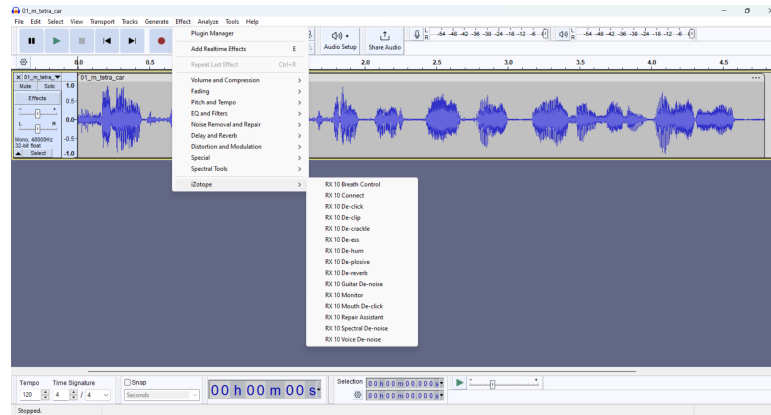 01_m_tetra_car
File Edit Select View Transport Tracks Generate Effect Analyze Tools Help
Audio Setup
Share Audio
L
R
-54 -48 -42 -36 -30 -24 -18 -12 -6
L
R
-54 -48 -42 -36 -30 -24 -18 -12 -6 0
0.0 0.5 2.0 2.5 3.0 3.5 4.0 4.5
01_m_tetra_
01_m_tetra_car
Mute Solo
Effects
- +
L R
Mono, 48000Hz
32-bit float
Select
1.0
0.5
0.0
-0.5
-1.0
Plugin Manager
Add Realtime Effects E
Repeat Last Effect Ctrl+R
Volume and Compression
Fading
Pitch and Tempo
EQ and Filters
Noise Removal and Repair
Delay and Reverb
Distortion and Modulation
Special
Spectral Tools
iZotope
RX 10 Breath Control
RX 10 Connect
RX 10 De-click
RX 10 De-clip
RX 10 De-crackle
RX 10 De-ess
RX 10 De-hum
RX 10 De-plosive
RX 10 De-reverb
RX 10 Guitar De-noise
RX 10 Monitor
RX 10 Mouth De-click
RX 10 Repair Assistant
RX 10 Spectral De-noise
RX 10 Voice De-noise
Tempo
120
Time Signature
4 / 4
Snap
Seconds
00 h 00 m 00 s
Selection
00 h 00 m 00.000 s
00 h 00 m 00.000 s
Stopped.